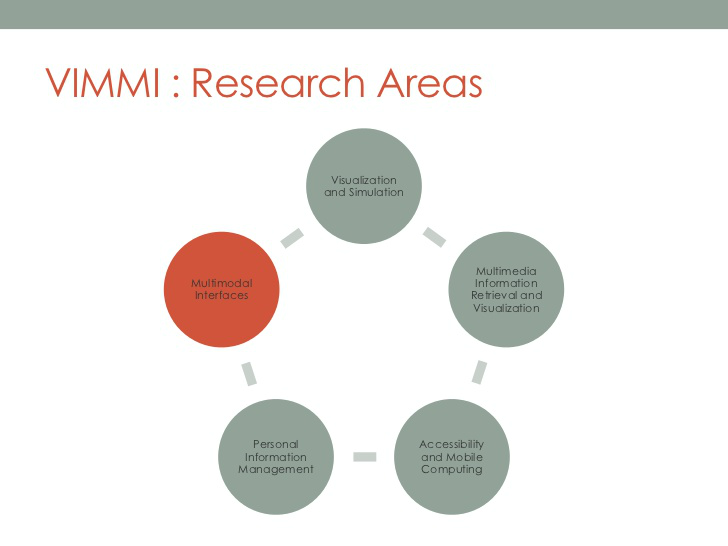 VIMMI : Research Areas
Visualization
and Simulation
Multimedia
Information
Retrieval and
Visualization
Accessibility
and Mobile
Computing
Personal
Information
Management
Multimodal
Interfaces